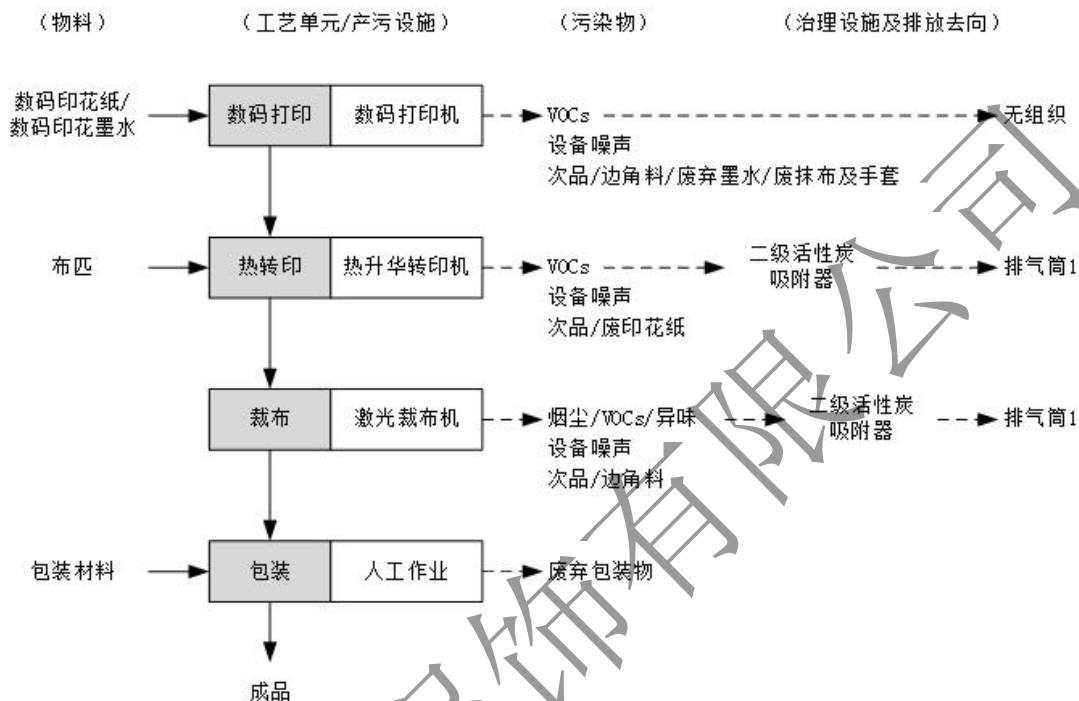 （物料） （工艺单元/产污设施） （污染物） （治理设施及排放去向）
数码印花纸/
数码印花墨水
数码打印 数码打印机 VOCs 无组织
设备噪声
次品/边角料/废弃墨水/废抹布及手套
布匹 热转印 热升华转印机 VOCs 二级活性炭
吸附器 排气筒1
设备噪声
次品/废印花纸
裁布 激光裁布机 烟尘/VOCs/异味 二级活性炭
吸附器 排气筒1
设备噪声
次品/边角料
包装材料 包装 人工作业 废弃包装物
成品
服饰有限公司